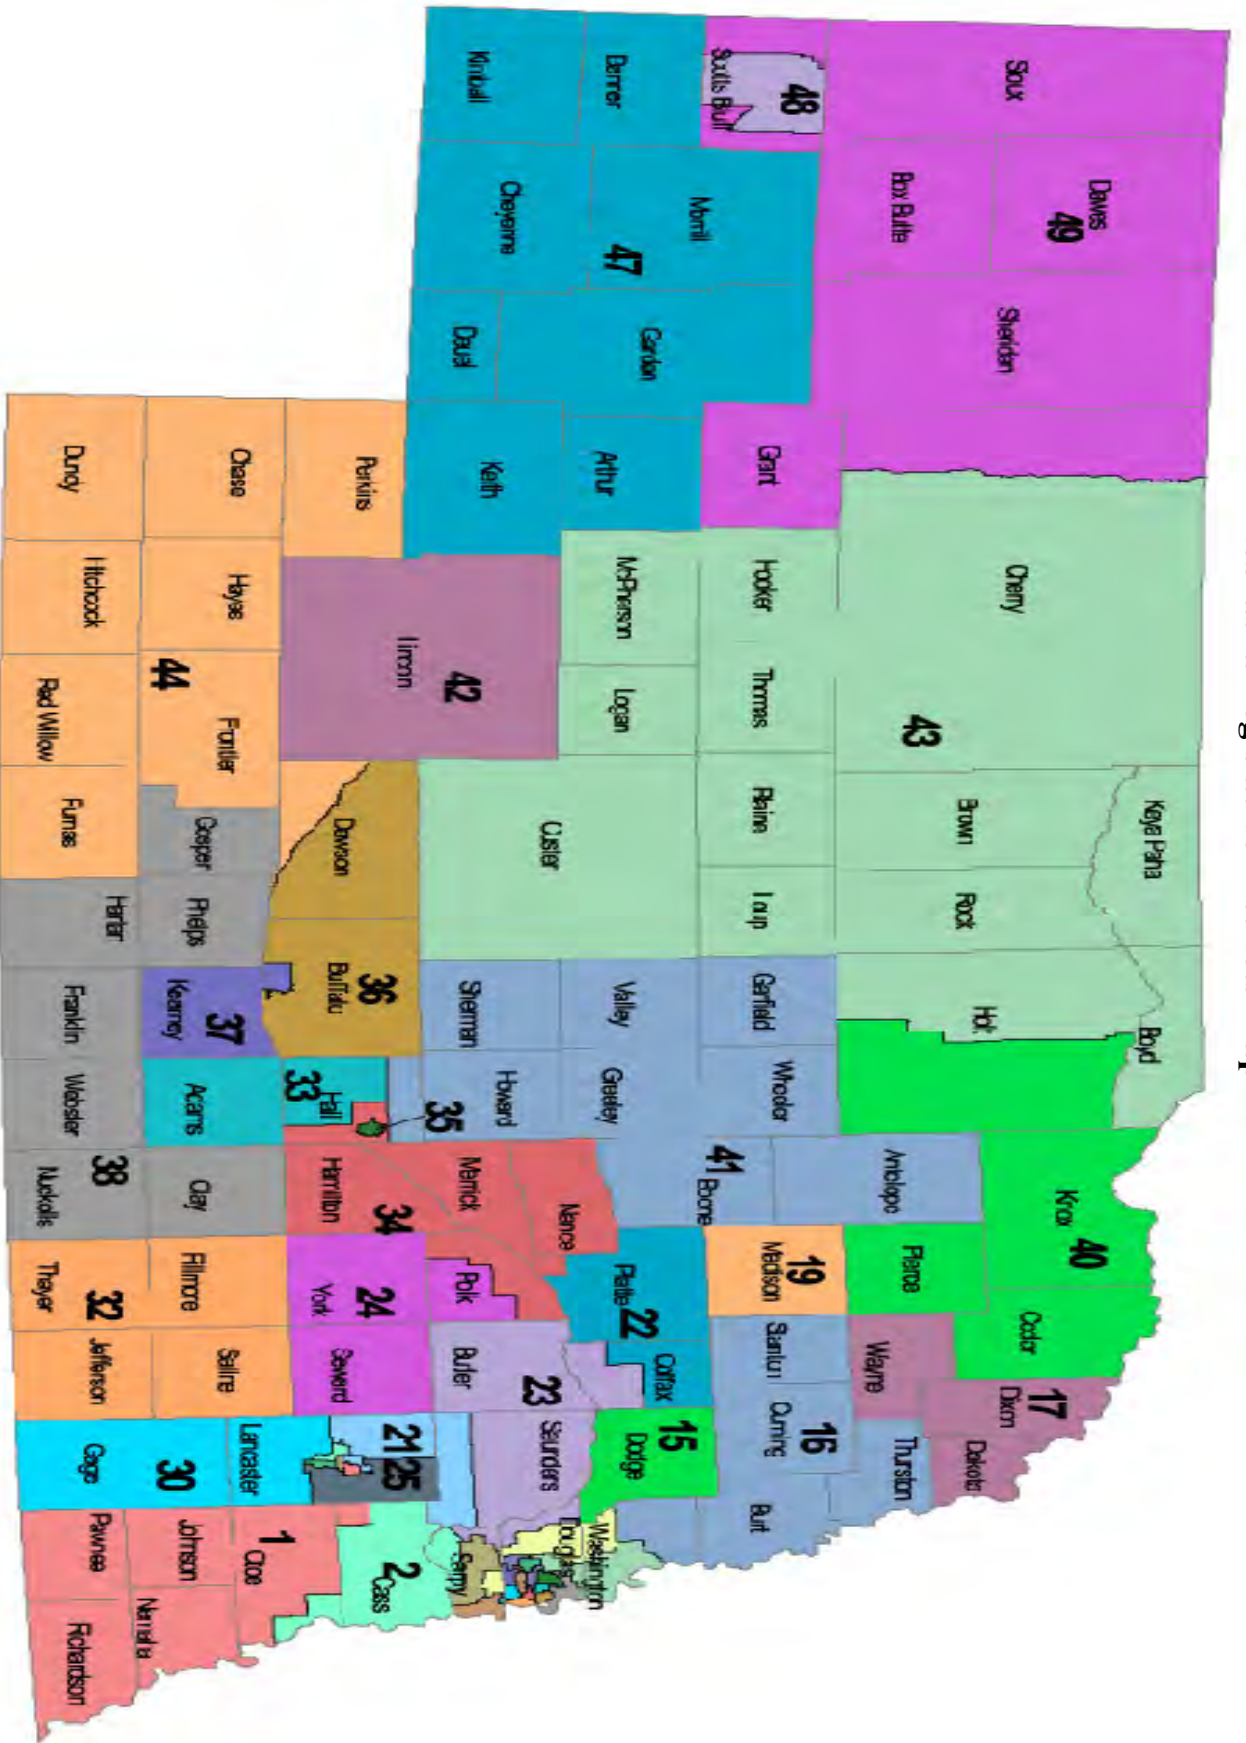 Sioux
Dawes
49
Box Butte
Sheridan
48
Scotts Bluff
Banner
Kimball
Morrill
47
Cheyenne
Garden
Deuel
Grant
Arthur
Keith
Cherry
43
Keya Paha
Brown
Rock
Boyd
Holt
Hooker
Thomas
Blaine
Loup
McPherson
Logan
Custer
Garfield
Wheeler
Valley
Greeley
Sherman
Howard
35
41
Boone
Antelope
Knox
40
Cedar
Pierce
19
Madison
Wayne
17
Dixon
Dakota
Thurston
Stanton
16
Cuming
Burt
15
Dodge
Washington
Douglas
Sarpy
22
Platte
Colfax
Nance
Merrick
34
Hamilton
Polk
24
York
Seward
23
Butler
Saunders
21
25
Lancaster
2
Cass
1
Otoe
30
Gage
Johnson
Pawnee
Nemaha
Richardson
Saline
Jefferson
Fillmore
32
Thayer
Clay
38
Nuckolls
33
Hall
Adams
Webster
37
Kearney
Franklin
36
Buffalo
Dawson
Gosper
Phelps
Harlan
42
Lincoln
Perkins
Chase
Dundy
Hayes
Hitchcock
44
Frontier
Red Willow
Furnas